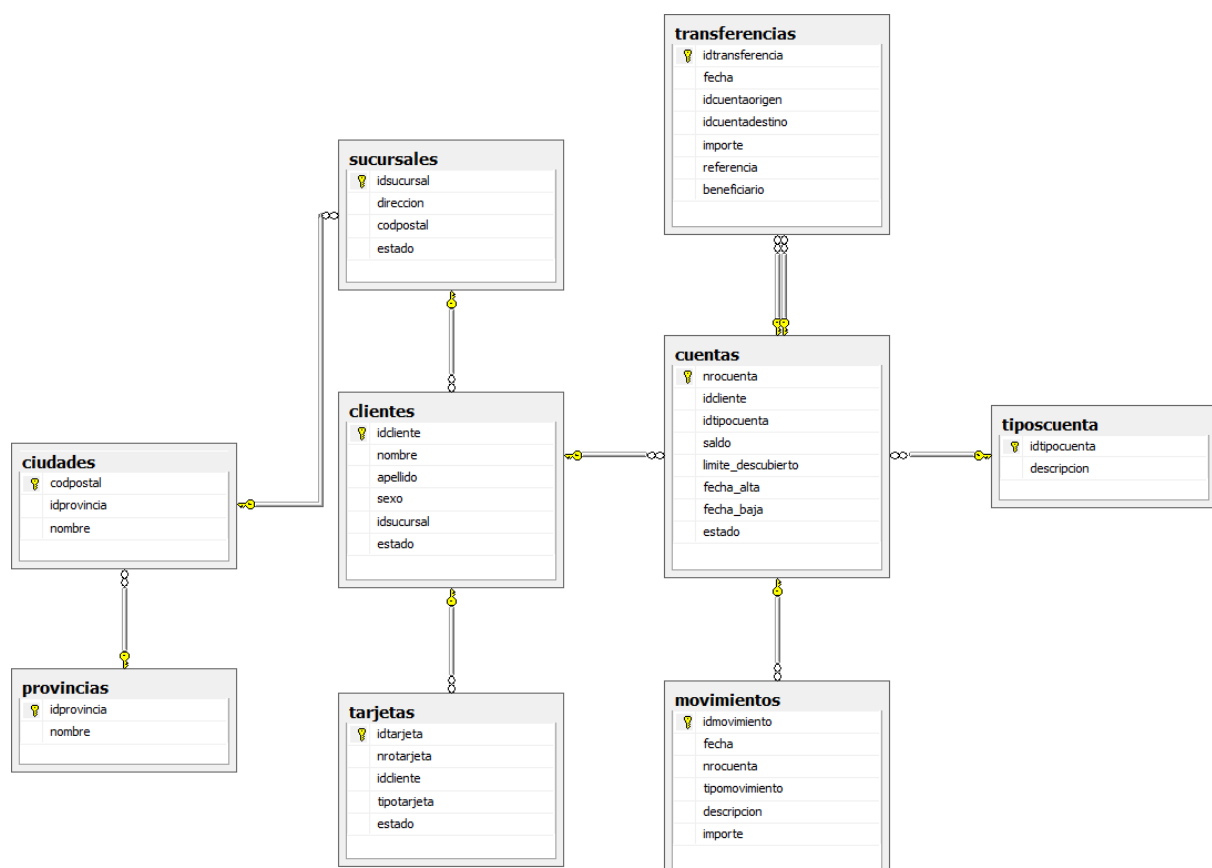 transferencias
idtransferencia
fecha
idcuentaorigen
idcuentadestino
importe
referencia
beneficiario
sucursales
idsucursal
direccion
codpostal
estado
cuentas
nrocuenta
idcliente
idtipocuenta
saldo
limite_descubierto
fecha_alta
fecha_baja
estado
clientes
idcliente
nombre
apellido
sexo
idsucursal
estado
tiposcuenta
idtipocuenta
descripcion
ciudades
codpostal
idprovincia
nombre
provincias
idprovincia
nombre
tarjetas
idtarjeta
nrotarjeta
idcliente
tipotarjeta
estado
movimientos
idmovimiento
fecha
nrocuenta
tipomovimiento
descripcion
importe